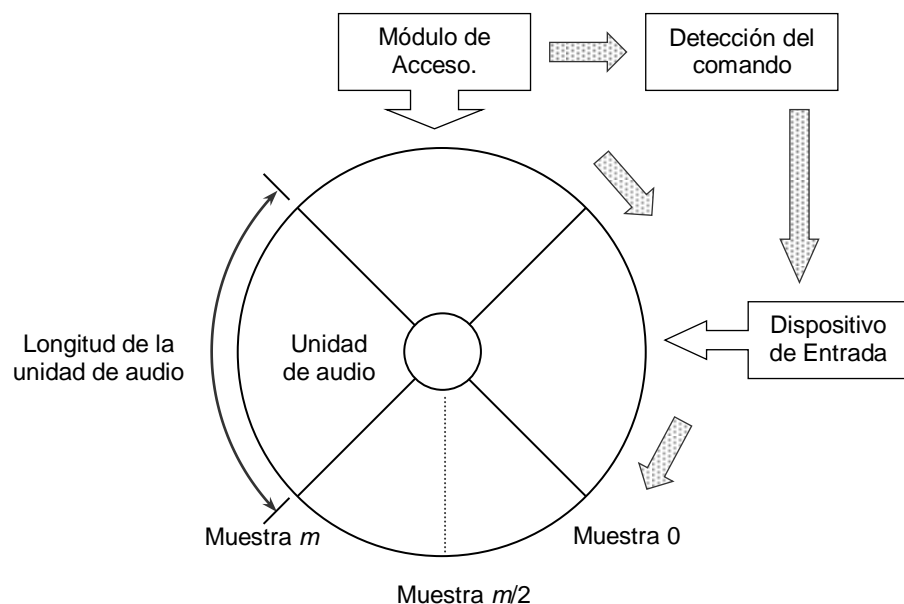 Módulo de
Acceso.
Detección del
comando
Dispositivo
de Entrada
Longitud de la
unidad de audio
Unidad
de audio
Muestra m
Muestra 0
Muestra m/2